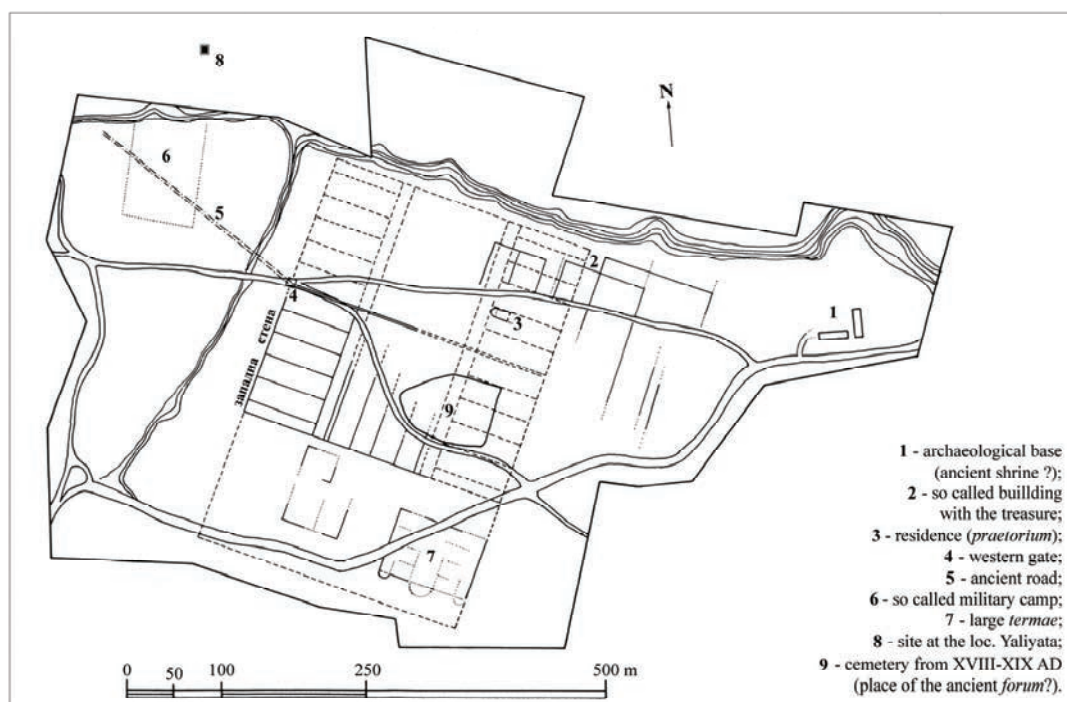 8
N
6
5
2
4
3
1
западна стена
9
7
0 50 100 250 500 m
1 - archaeological base
(ancient shrine ?);
2 - so called buillding
with the treasure;
3 - residence (praetorium);
4 - western gate;
5 - ancient road;
6 - so called military camp;
7 - large termae;
8 - site at the loc. Yaliyata;
9 - cemetery from XVIII-XIX AD
(place of the ancient forum?).